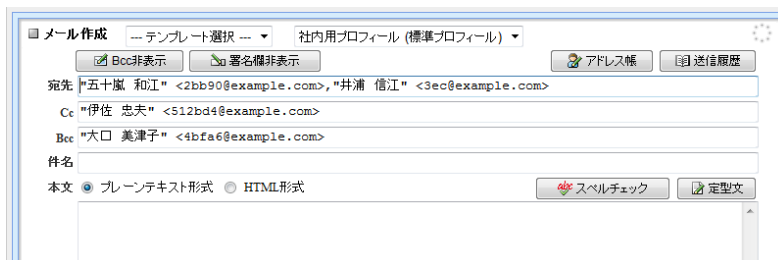 メール作成 --- テンプレート選択 --- 社内用プロフィール (標準プロフィール)
Bcc非表示 署名欄非表示 アドレス帳 送信履歴
宛先 "五十嵐 和江" <2bb90@example.com>,"井浦 信江" <3ec@example.com>
Cc "伊佐 忠夫" <512bd4@example.com>
Bcc "大口 美津子" <4bfa6@example.com>
件名
本文 プレーンテキスト形式 HTML形式 abc スペルチェック 定型文